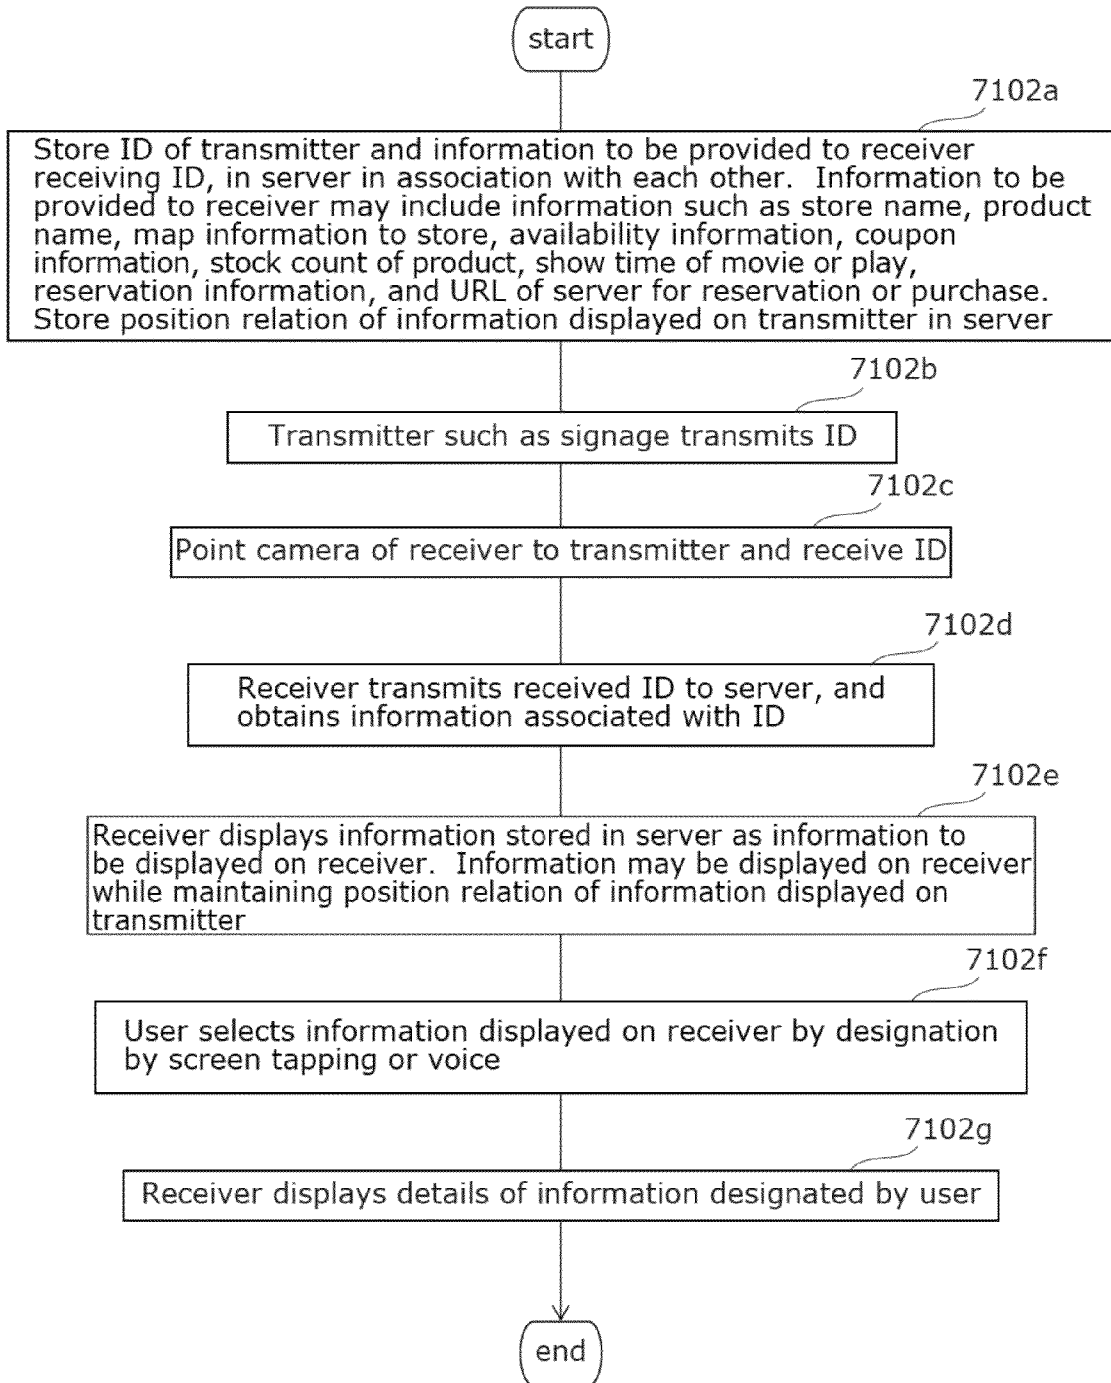 start
7102a
Store ID of transmitter and information to be provided to receiver
receiving ID, in server in association with each other. Information to be
provided to receiver may include information such as store name, product
name, map information to store, availability information, coupon
information, stock count of product, show time of movie or play,
reservation information, and URL of server for reservation or purchase.
Store position relation of information displayed on transmitter in server
7102b
Transmitter such as signage transmits ID
7102c
Point camera of receiver to transmitter and receive ID
7102d
Receiver transmits received ID to server, and
obtains information associated with ID
7102e
Receiver displays information stored in server as information to
be displayed on receiver. Information may be displayed on receiver
while maintaining position relation of information displayed on
transmitter
7102f
User selects information displayed on receiver by designation
by screen tapping or voice
7102g
Receiver displays details of information designated by user
end